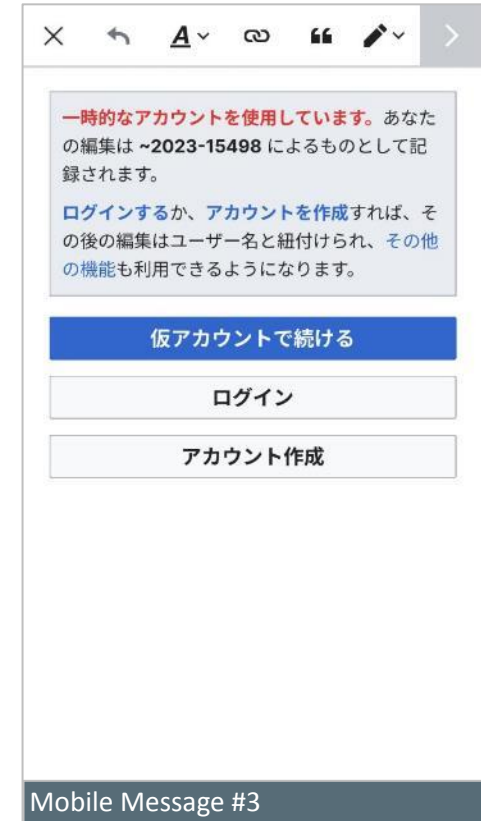 一時的なアカウントを使用しています。あなた
の編集は ~2023-15498 によるものとして記
録されます。
ログインするか、アカウントを作成すれば、そ
の後の編集はユーザー名と紐付けられ、その他
の機能も利用できるようになります。
仮アカウントで続ける
ログイン
アカウント作成
Mobile Message #3